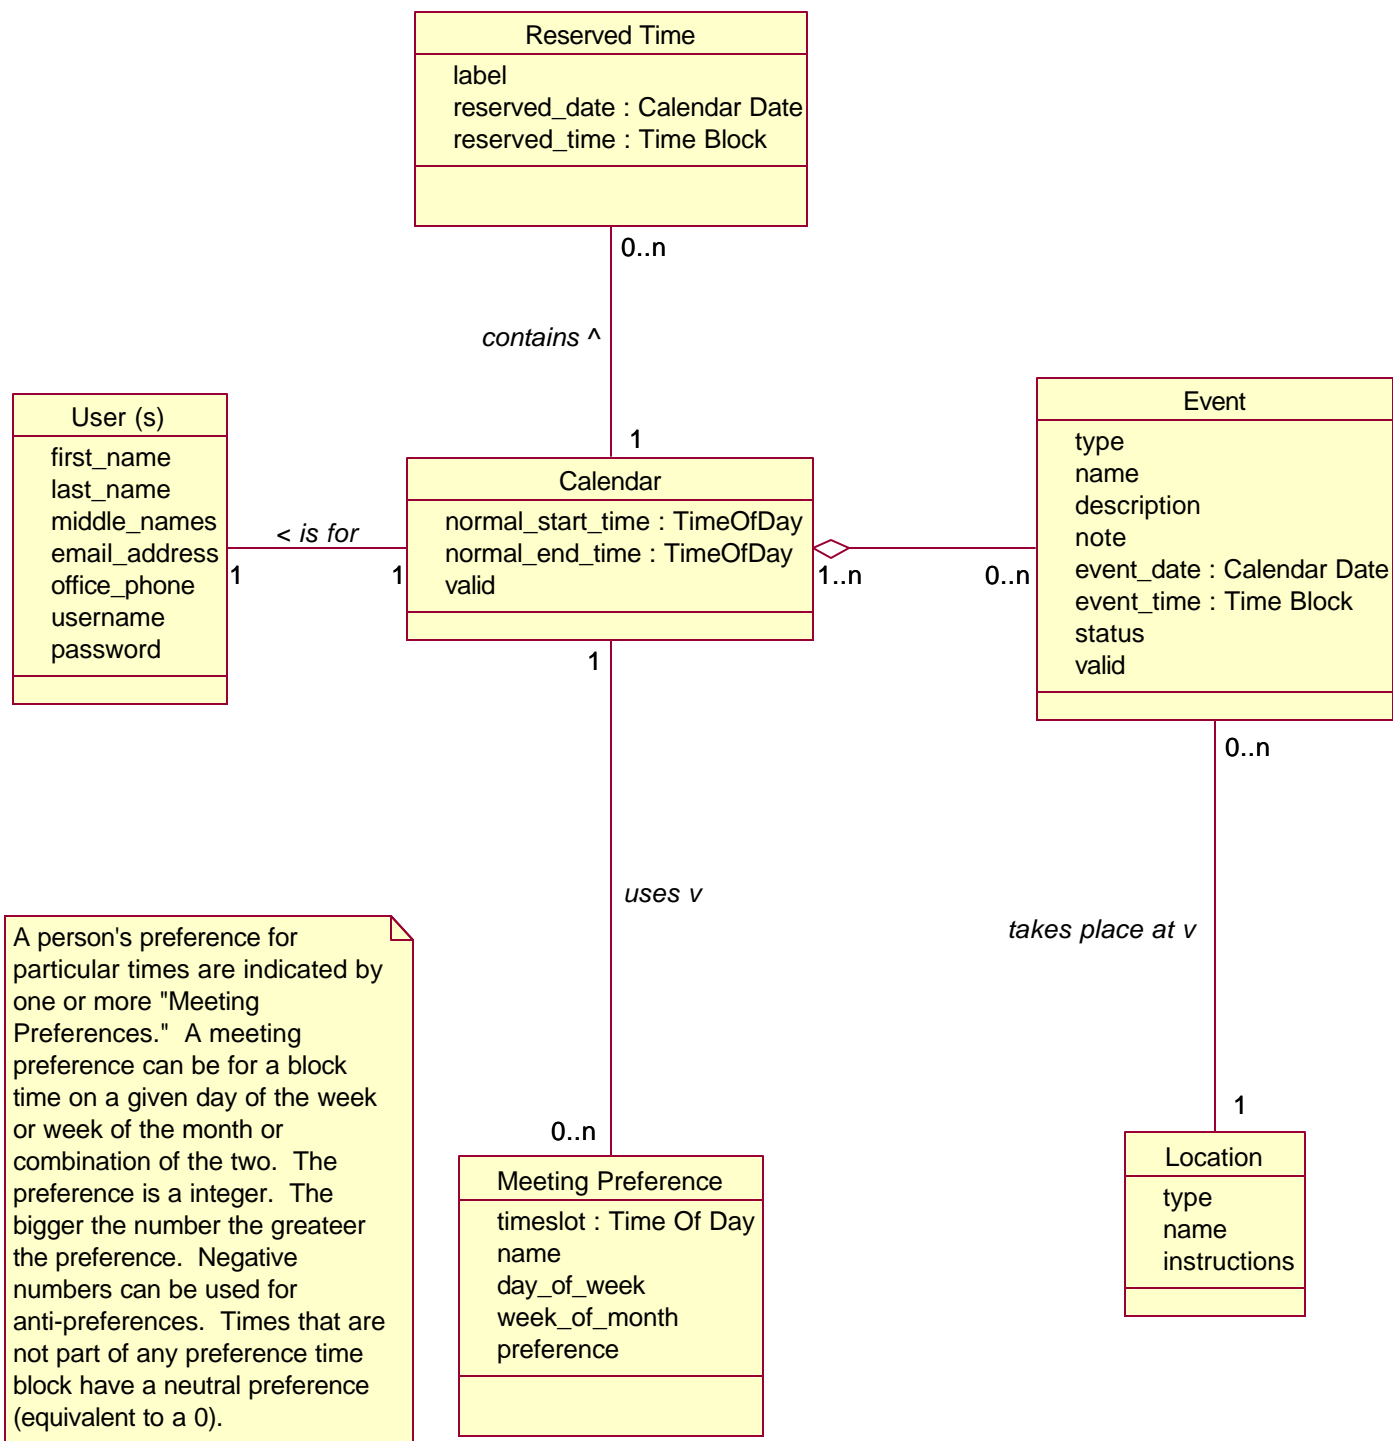 Reserved Time
label
reserved_date : Calendar Date
reserved_time : Time Block
0..n
contains ^
1
User (s)
first_name
last_name
middle_names
email_address
office_phone
username
password
< is for
1
1
Calendar
normal_start_time : TimeOfDay
normal_end_time : TimeOfDay
valid
1..n
0..n
Event
type
name
description
note
event_date : Calendar Date
event_time : Time Block
status
valid
1
uses v
0..n
0..n
takes place at v
1
A person's preference for
particular times are indicated by
one or more "Meeting
Preferences."  A meeting
preference can be for a block
time on a given day of the week
or week of the month or
combination of the two.  The
preference is a integer.  The
bigger the number the greateer
the preference.  Negative
numbers can be used for
anti-preferences.  Times that are
not part of any preference time
block have a neutral preference
(equivalent to a 0).
Meeting Preference
timeslot : Time Of Day
name
day_of_week
week_of_month
preference
Location
type
name
instructions